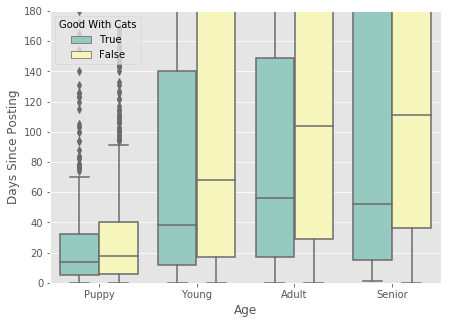 180
160
140
120
100
80
60
40
20
0
Days Since Posting
Good With Cats
True
False
Puppy
Young
Adult
Senior
Age